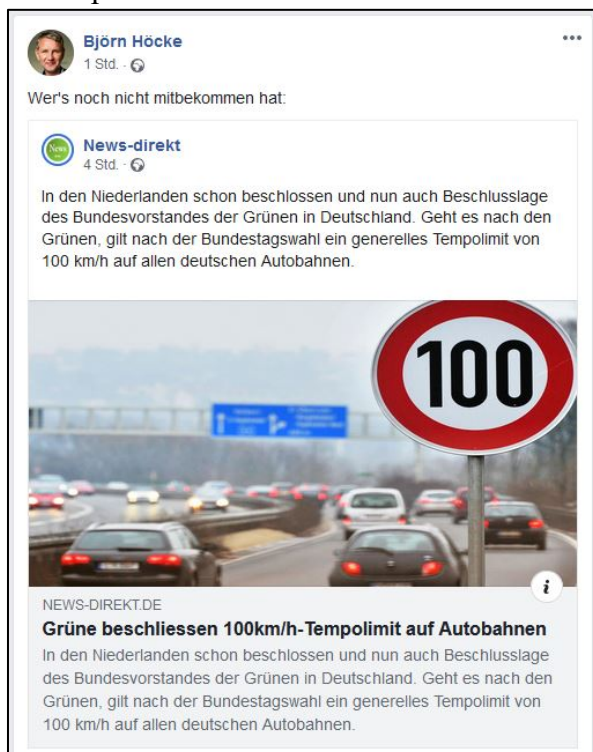 Björn Höcke
1 Std.
Wer's noch nicht mitbekommen hat:
News-direkt
4 Std.
In den Niederlanden schon beschlossen und nun auch Beschlusslage
des Bundesvorstandes der Grünen in Deutschland. Geht es nach den
Grünen, gilt nach der Bundestagswahl ein generelles Tempolimit von
100 km/h auf allen deutschen Autobahnen.
100
NEWS-DIREKT.DE
Grüne beschliessen 100km/h-Tempolimit auf Autobahnen
In den Niederlanden schon beschlossen und nun auch Beschlusslage
des Bundesvorstandes der Grünen in Deutschland. Geht es nach den
Grünen, gilt nach der Bundestagswahl ein generelles Tempolimit von
100 km/h auf allen deutschen Autobahnen.